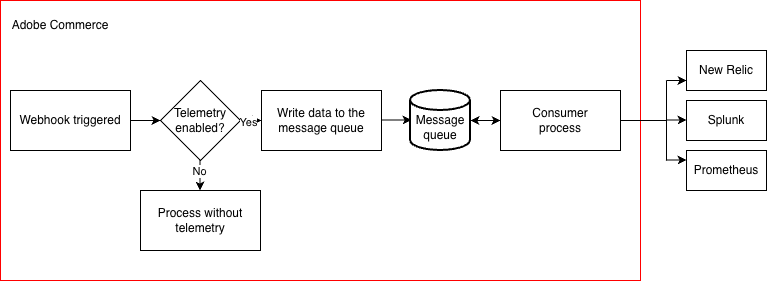 Adobe Commerce
Webhook triggered
Telemetry
enabled?
Yes
Write data to the
message queue
Message
queue
Consumer
process
New Relic
Splunk
Prometheus
No
Process without
telemetry